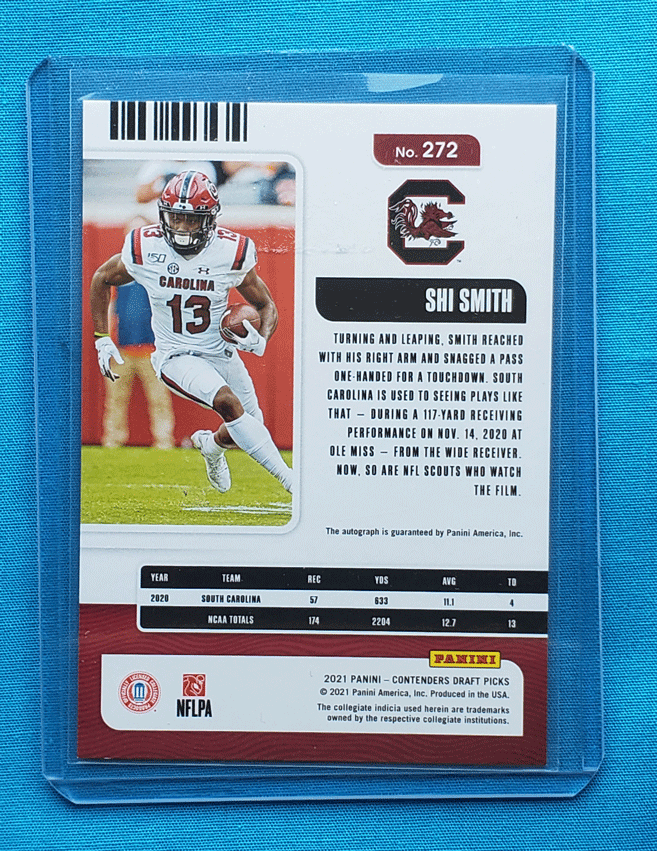 No. 272
SHI SMITH
TURNING AND LEAPING, SMITH REACHED
WITH HIS RIGHT ARM AND SNAGGED A PASS
ONE-HANDED FOR A TOUCHDOWN. SOUTH
CAROLINA IS USED TO SEEING PLAYS LIKE
THAT — DURING A 117-YARD RECEIVING
PERFORMANCE ON NOV. 14, 2020 AT
OLE MISS — FROM THE WIDE RECEIVER.
NOW, SO ARE NFL SCOUTS WHO WATCH
THE FILM.
150
CAROLINA
13
13
The autograph is guaranteed by Panini America, Inc.
YEAR TEAM REC YDS AVG TD
2020 SOUTH CAROLINA 57 633 11.1 4
NCAA TOTALS 174 2204 12.7 13
PANINI
2021 PANINI – CONTENDERS DRAFT PICKS
© 2021 Panini America, Inc. Produced in the USA.
The collegiate indicia used herein are trademarks
owned by the respective collegiate institutions.
NFLPA